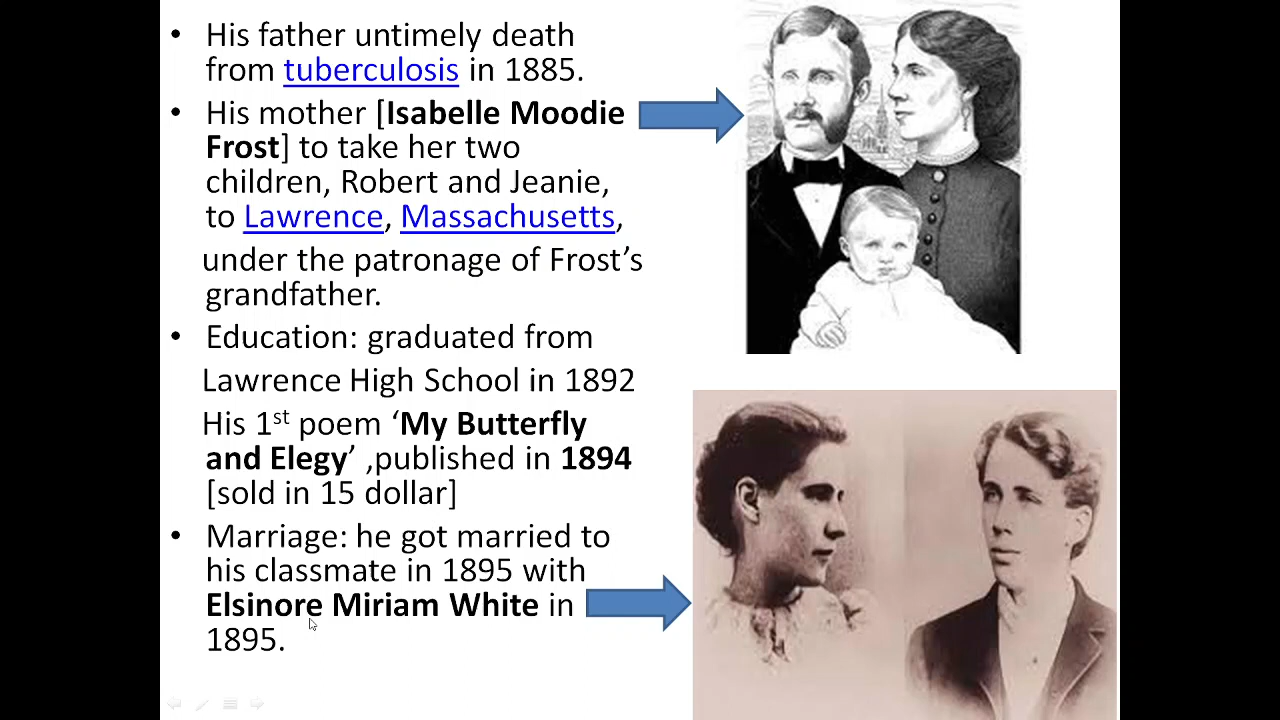 • His father untimely death
from tuberculosis in 1885.
• His mother [Isabelle Moodie
Frost] to take her two
children, Robert and Jeanie,
to Lawrence, Massachusetts,
under the patronage of Frost’s
grandfather.
• Education: graduated from
Lawrence High School in 1892
His 1st poem ‘My Butterfly
and Elegy’ ,published in 1894
[sold in 15 dollar]
• Marriage: he got married to
his classmate in 1895 with
Elsinore Miriam White in
1895.